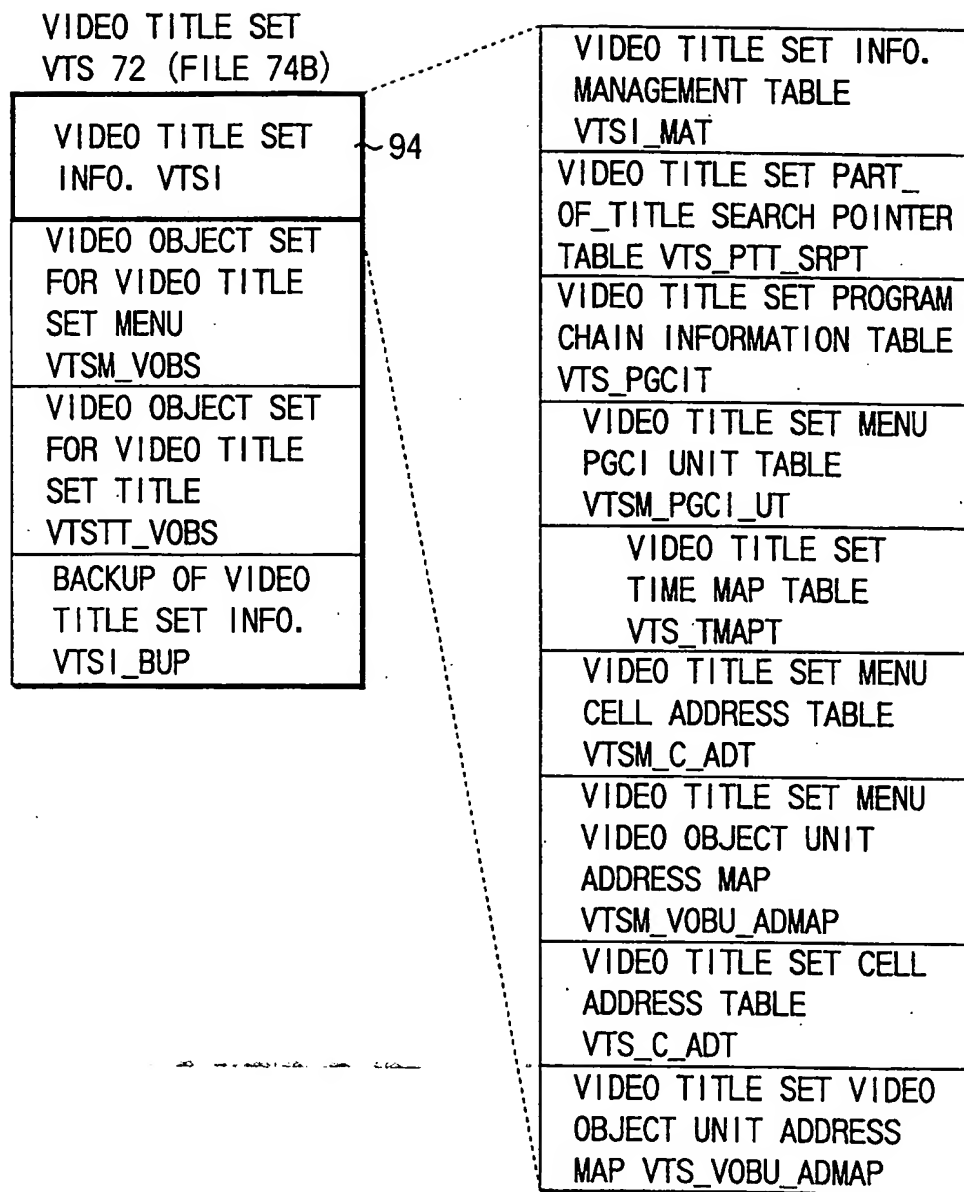 VIDEO TITLE SET
VTS 72 (FILE 74B)
VIDEO TITLE SET
INFO. VTSI
94
VIDEO OBJECT SET
FOR VIDEO TITLE
SET MENU
VTSM_VOBS
VIDEO OBJECT SET
FOR VIDEO TITLE
SET TITLE
VTSTT_VOBS
BACKUP OF VIDEO
TITLE SET INFO.
VTSI_BUP
VIDEO TITLE SET INFO.
MANAGEMENT TABLE
VTSI_MAT
VIDEO TITLE SET PART_
OF_TITLE SEARCH POINTER
TABLE VTS_PTT_SRPT
VIDEO TITLE SET PROGRAM
CHAIN INFORMATION TABLE
VTS_PGCIT
VIDEO TITLE SET MENU
PGCI UNIT TABLE
VTSM_PGCI_UT
VIDEO TITLE SET
TIME MAP TABLE
VTS_TMAPT
VIDEO TITLE SET MENU
CELL ADDRESS TABLE
VTSM_C_ADT
VIDEO TITLE SET MENU
VIDEO OBJECT UNIT
ADDRESS MAP
VTSM_VOBU_ADMAP
VIDEO TITLE SET CELL
ADDRESS TABLE
VTS_C_ADT
VIDEO TITLE SET VIDEO
OBJECT UNIT ADDRESS
MAP VTS_VOBU_ADMAP